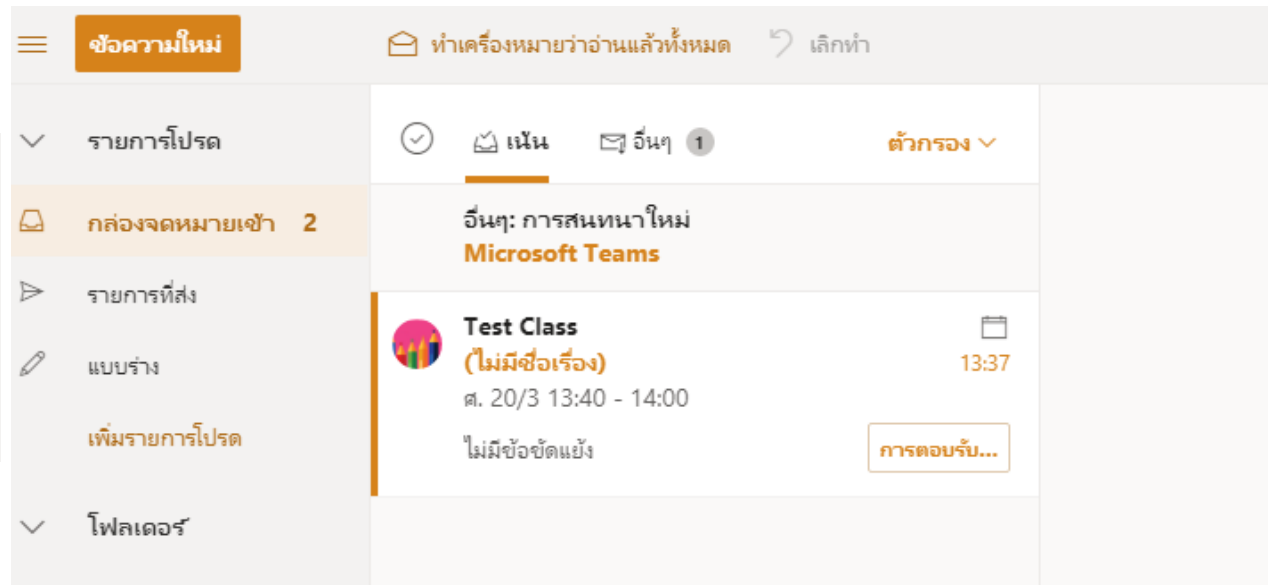 ข้อความใหม่ ทำเครื่องหมายว่าอ่านแล้วทั้งหมด เลิกทำ
รายการโปรด
กล่องจดหมายเข้า 2
รายการที่ส่ง
แบบร่าง
เพิ่มรายการโปรด
โฟลเดอร์
เน้น อื่นๆ 1 ตัวกรอง
อื่นๆ: การสนทนาใหม่
Microsoft Teams
Test Class
(ไม่มีชื่อเรื่อง) 13:37
ศ. 20/3 13:40 - 14:00
ไม่มีข้อขัดแย้ง การตอบรับ...